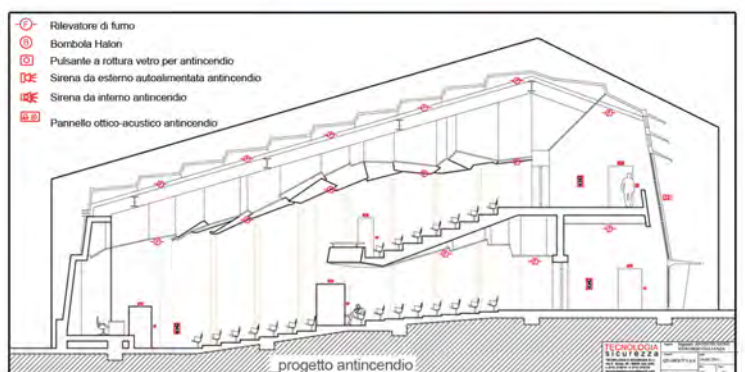 Rilevatore di fumo
Bombola Halon
Pulsante a rottura vetro per antincendio
Sirena da esterno autoalimentata antincendio
Sirena da interno antincendio
Pannello ottico-acustico antincendio
progetto antincendio
TECNOLOGIA
sicurezza